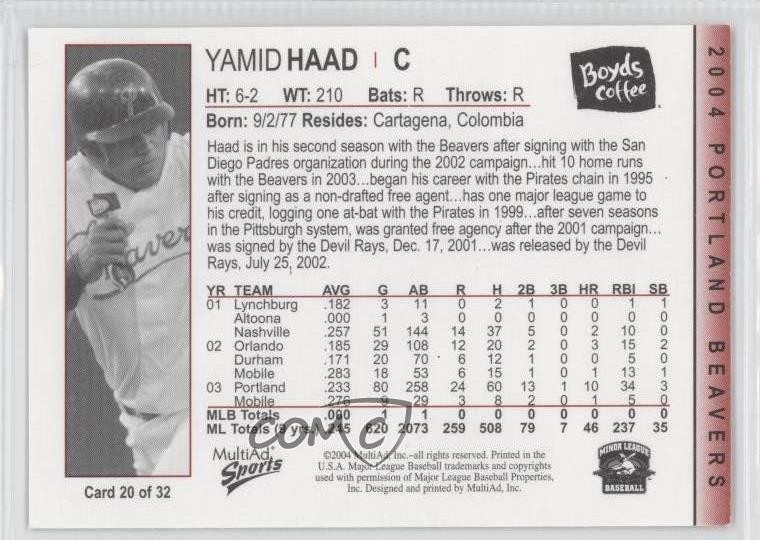 YAMID HAAD | C
Boyds
Coffee
HT: 6-2 WT: 210 Bats: R Throws: R
Born: 9/2/77 Resides: Cartagena, Colombia
Haad is in his second season with the Beavers after signing with the San
Diego Padres organization during the 2002 campaign...hit 10 home runs
with the Beavers in 2003...began his career with the Pirates chain in 1995
after signing as a non-drafted free agent...has one major league game to
his credit, logging one at-bat with the Pirates in 1999...after seven seasons
in the Pittsburgh system, was granted free agency after the 2001 campaign...
was signed by the Devil Rays, Dec. 17, 2001...was released by the Devil
Rays, July 25, 2002.
YR TEAM AVG G AB R H 2B 3B HR RBI SB
01 Lynchburg .182 3 11 0 2 1 0 0 1 1
Altoona .000 1 3 0 0 0 0 0 0 0
Nashville .257 51 144 14 37 5 0 2 10 0
02 Orlando .185 29 108 12 20 2 0 3 15 2
Durham .171 20 70 6 12 1 0 0 5 0
Mobile .283 18 53 6 15 1 0 1 13 1
03 Portland .233 80 258 24 60 13 1 10 34 3
Mobile .276 9 29 3 8 2 0 1 5 0
MLB Totals .000 1 1 0 0 0 0 0 0 0
ML Totals (9 yrs.) .245 620 2073 259 508 79 7 46 237 35
COMC
MultiAd
Sports
©2004 MultiAd, Inc.–all rights reserved. Printed in the
U.S.A. Major League Baseball trademarks and copyrights
used with permission of Major League Baseball Properties,
Inc. Designed and printed by MultiAd, Inc.
MINOR LEAGUE
BASEBALL
Card 20 of 32
2004 PORTLAND BEAVERS